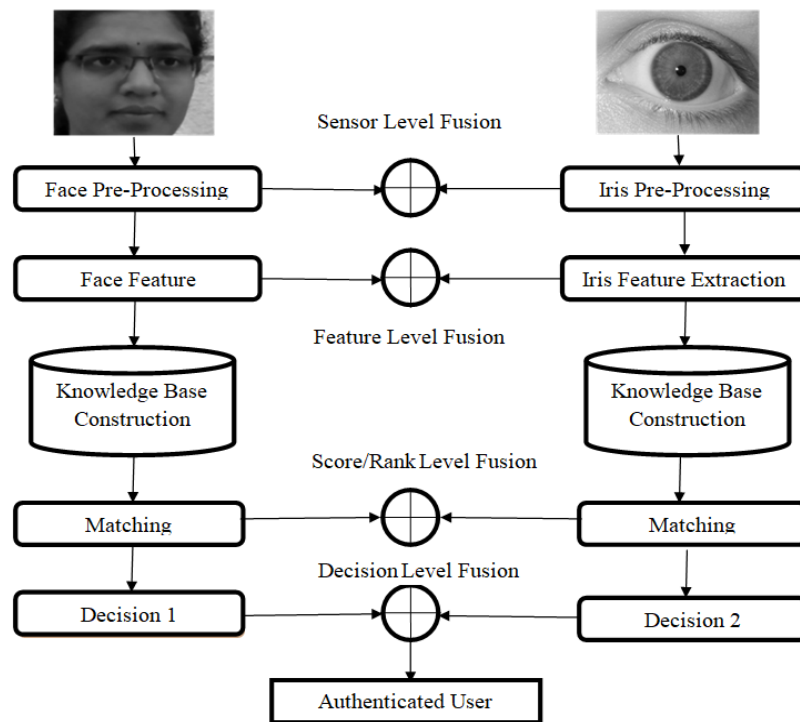 Sensor Level Fusion
Face Pre-Processing
Iris Pre-Processing
Face Feature
Iris Feature Extraction
Feature Level Fusion
Knowledge Base
Construction
Knowledge Base
Construction
Score/Rank Level Fusion
Matching
Matching
Decision Level Fusion
Decision 1
Decision 2
Authenticated User